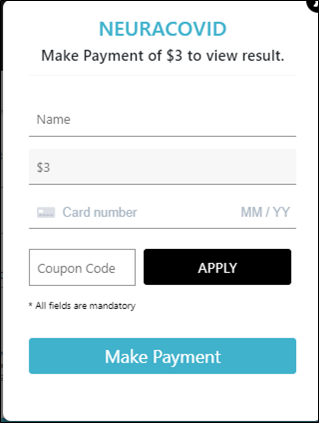 NEURACOVID
Make Payment of $3 to view result.
Name
$3
Card number MM / YY
Coupon Code APPLY
* All fields are mandatory
Make Payment